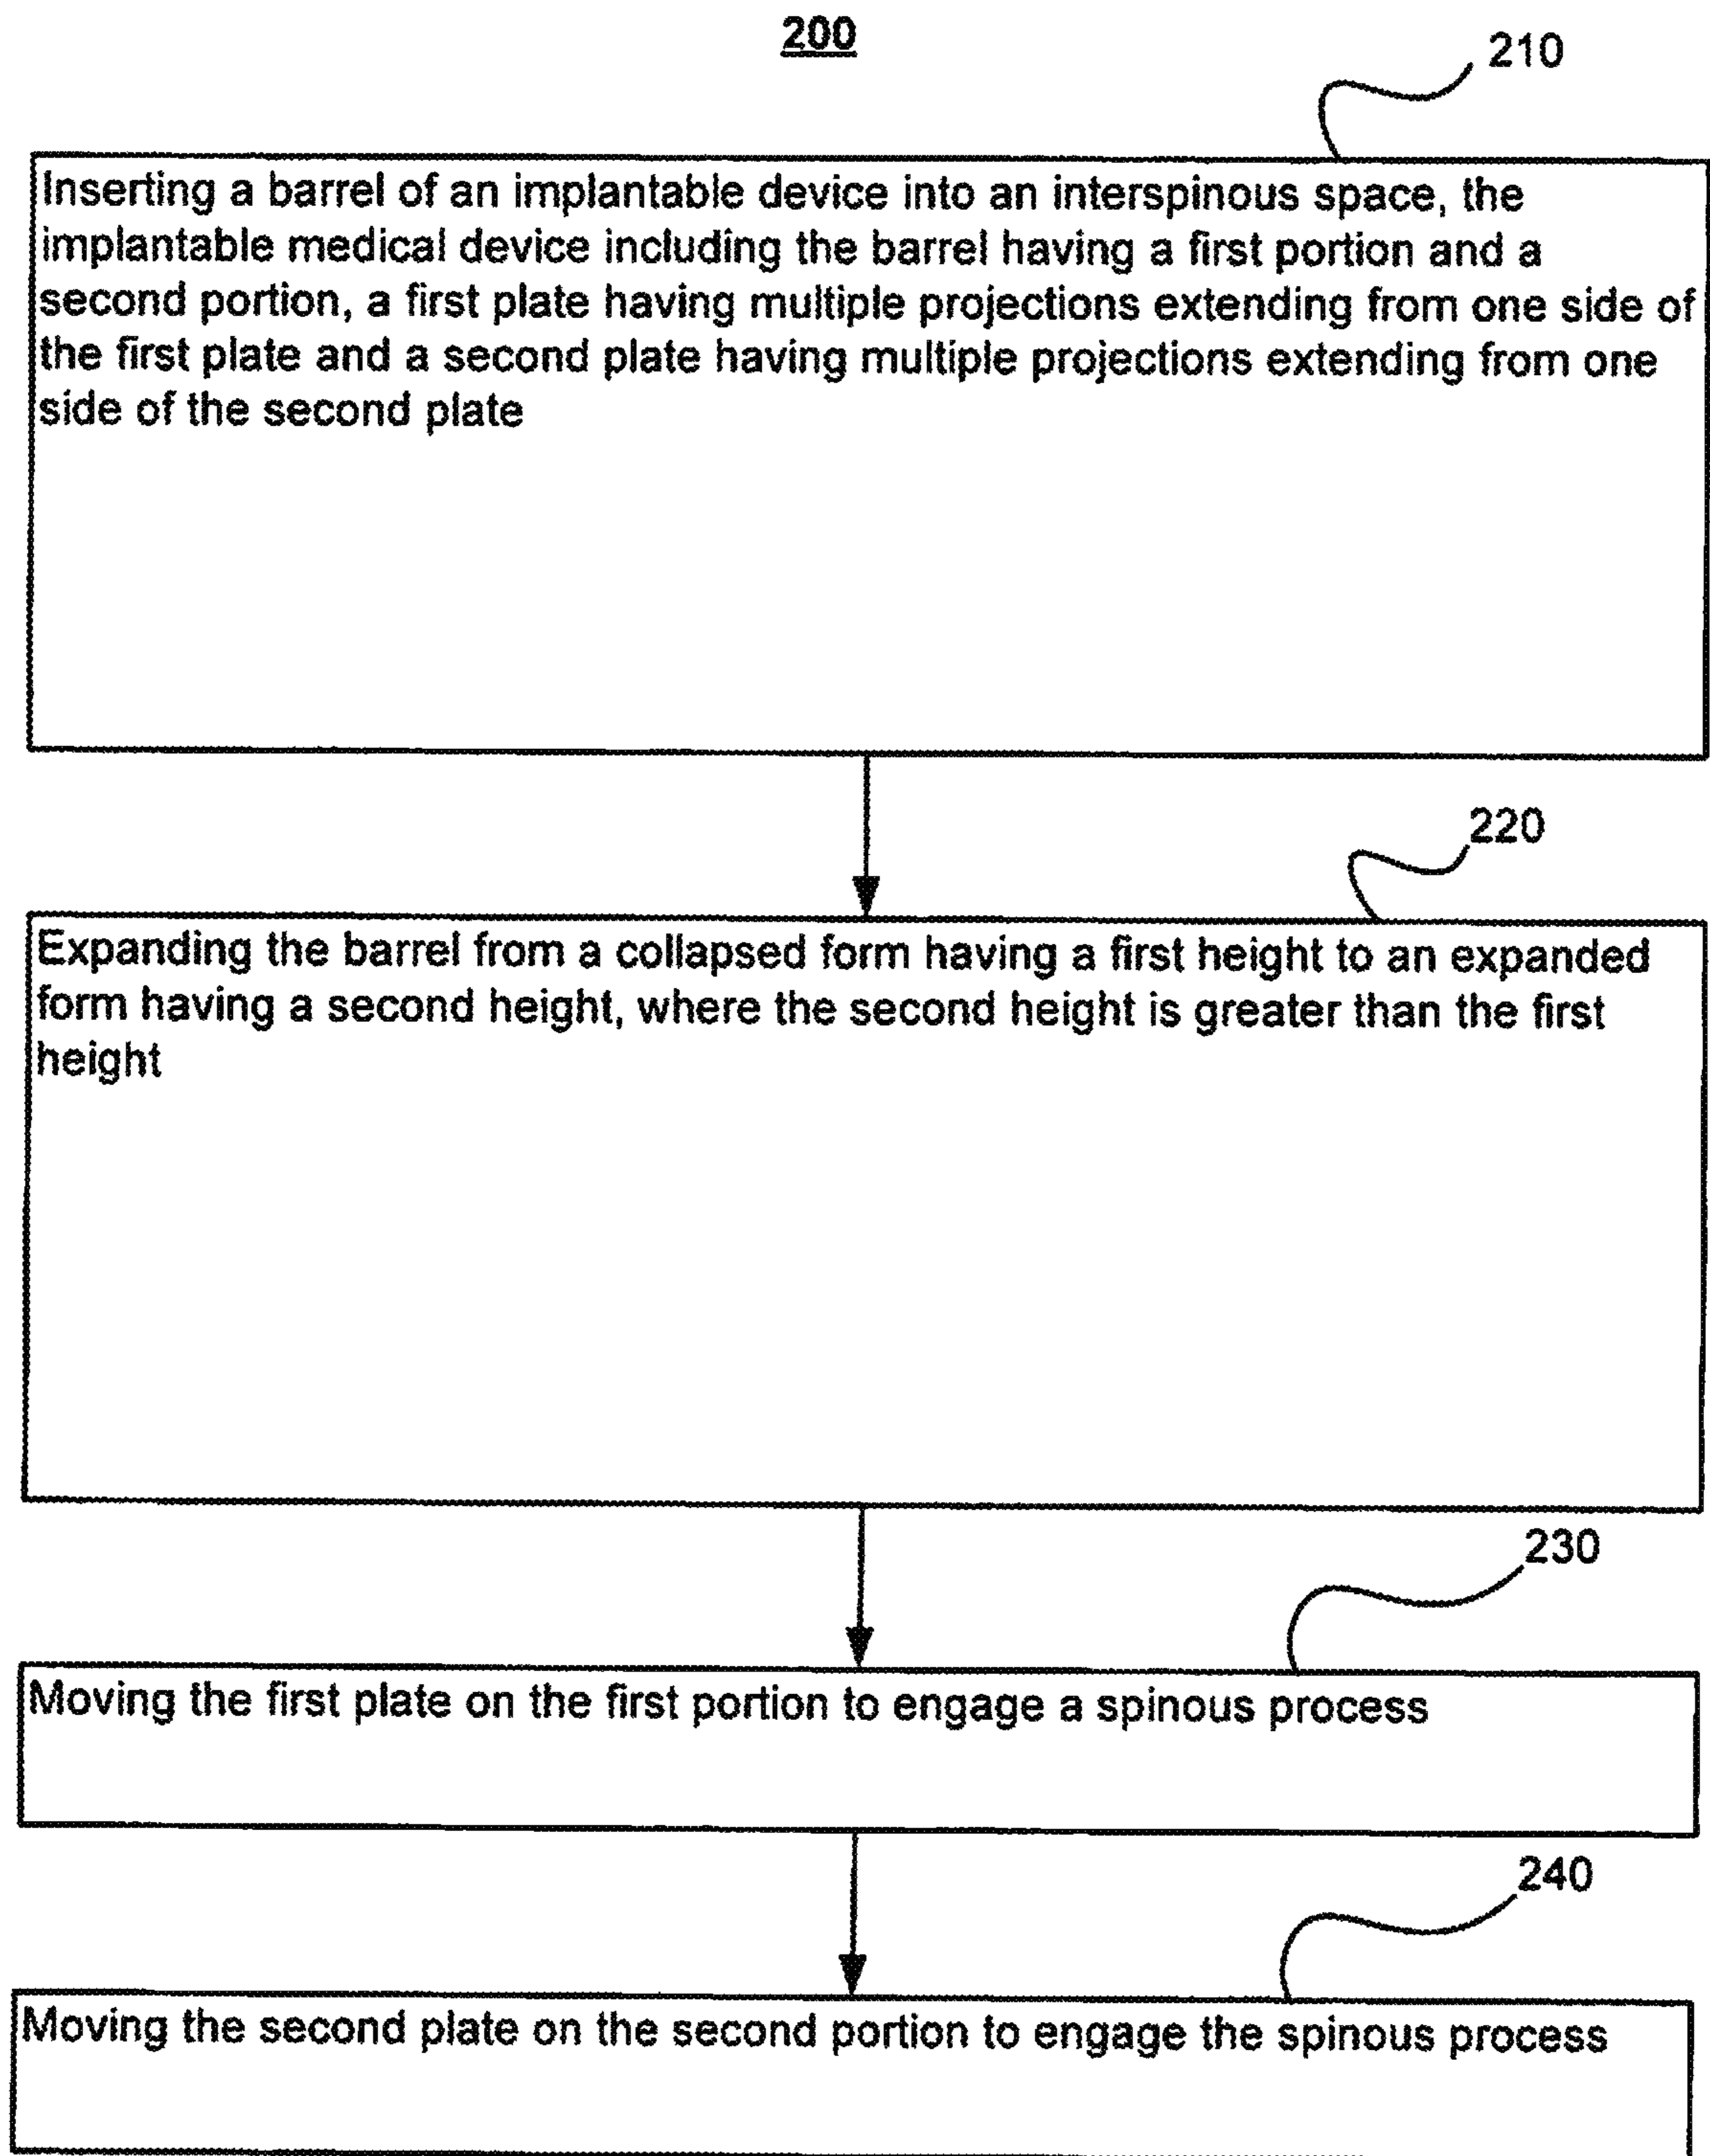 200
210
Inserting a barrel of an implantable device into an interspinous space, the
implantable medical device including the barrel having a first portion and a
second portion, a first plate having multiple projections extending from one side of
the first plate and a second plate having multiple projections extending from one
side of the second plate
220
Expanding the barrel from a collapsed form having a first height to an expanded
form having a second height, where the second height is greater than the first
height
230
Moving the first plate on the first portion to engage a spinous process
240
Moving the second plate on the second portion to engage the spinous process